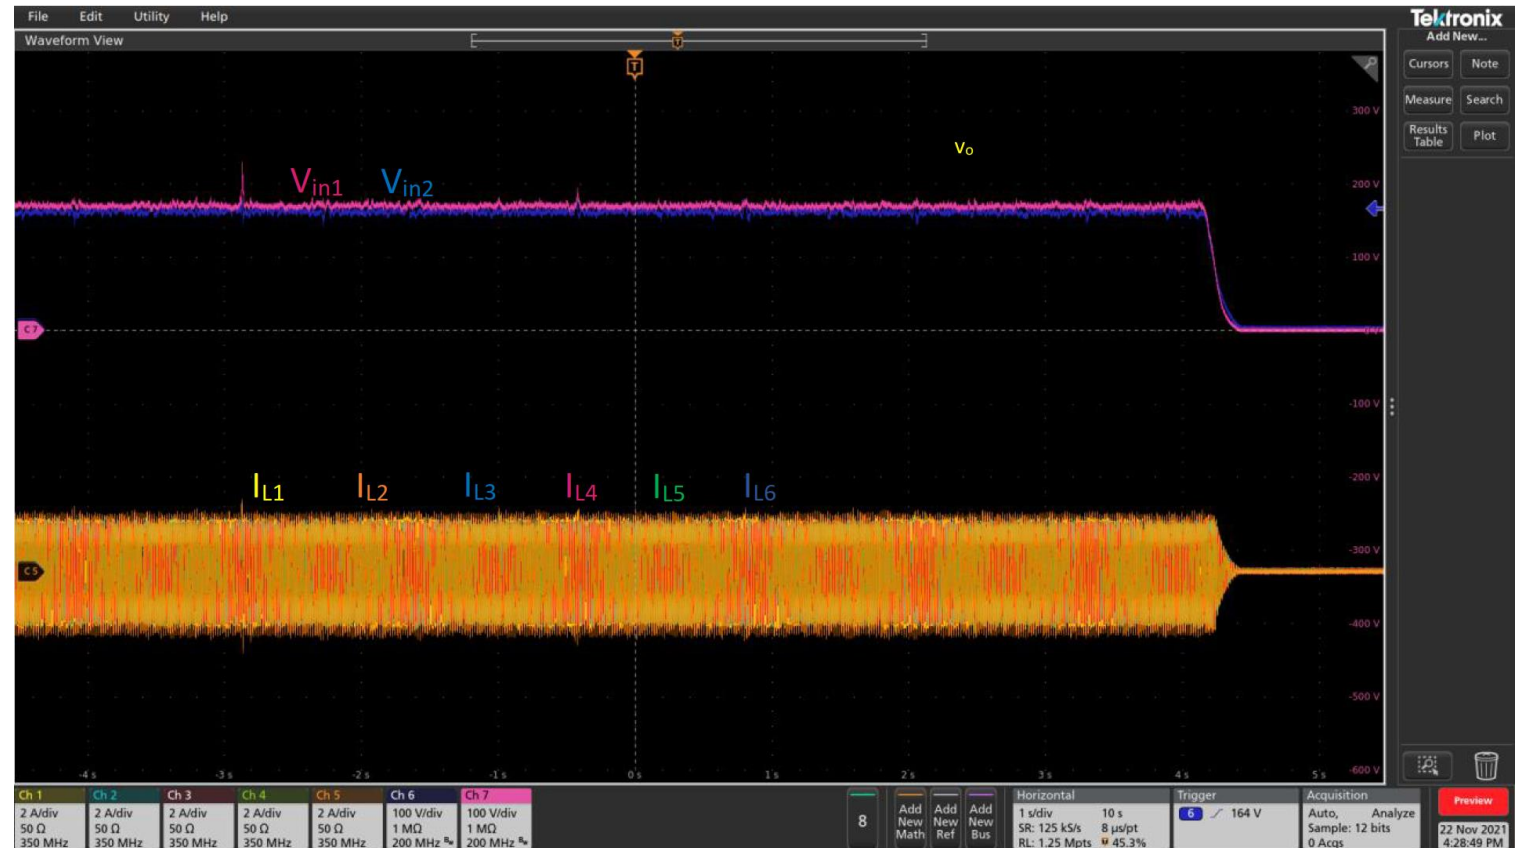 File Edit Utility Help
Tektronix
Waveform View
Add New...
Cursors Note
Measure Search
Results Table Plot
T
T
300 V
vo
Vin1 Vin2
200 V
100 V
C 7
-100 V
-200 V
IL1 IL2 IL3 IL4 IL5 IL6
-300 V
C 5
-400 V
-500 V
-600 V
-4 s -3 s -2 s -1 s 0 s 1 s 2 s 3 s 4 s 5 s
Ch 1 Ch 2 Ch 3 Ch 4 Ch 5 Ch 6 Ch 7
2 A/div 2 A/div 2 A/div 2 A/div 2 A/div 100 V/div 100 V/div
50 Ω 50 Ω 50 Ω 50 Ω 50 Ω 1 MΩ 1 MΩ
350 MHz 350 MHz 350 MHz 350 MHz 350 MHz 200 MHz Bw 200 MHz Bw
8
Add New Math
Add New Ref
Add New Bus
Horizontal
1 s/div 10 s
SR: 125 kS/s 8 µs/pt
RL: 1.25 Mpts 45.3%
Trigger
6 164 V
Acquisition
Auto, Analyze
Sample: 12 bits
0 Acqs
Preview
22 Nov 2021
4:28:49 PM